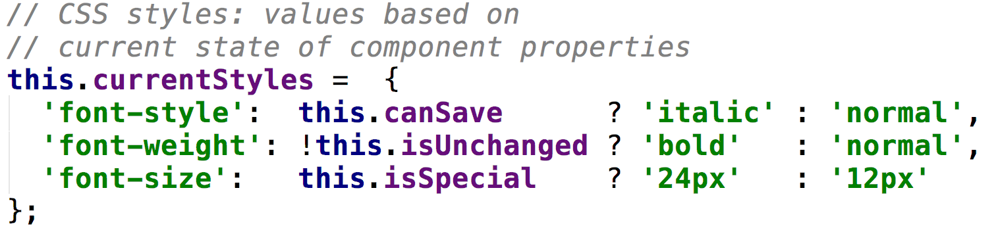 // CSS styles: values based on
// current state of component properties
this.currentStyles =  {
  'font-style':  this.canSave      ? 'italic' : 'normal',
  'font-weight': !this.isUnchanged ? 'bold'   : 'normal',
  'font-size':   this.isSpecial    ? '24px'   : '12px'
};